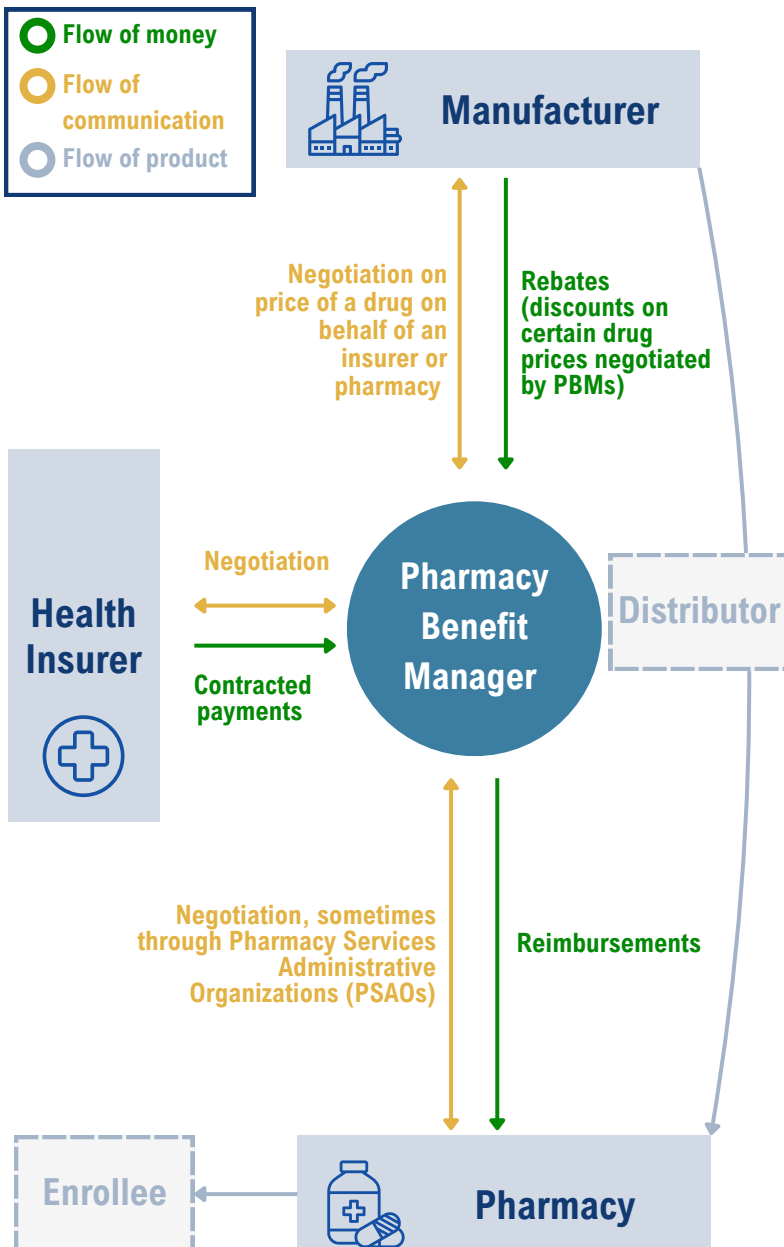 Flow of money
Flow of
communication
Flow of product
Manufacturer
Negotiation on
price of a drug on
behalf of an
insurer or
pharmacy
Rebates
(discounts on
certain drug
prices negotiated
by PBMs)
Health
Insurer
Negotiation
Contracted
payments
Pharmacy
Benefit
Manager
Distributor
Negotiation, sometimes
through Pharmacy Services
Administrative
Organizations (PSAOs)
Reimbursements
Enrollee
Pharmacy